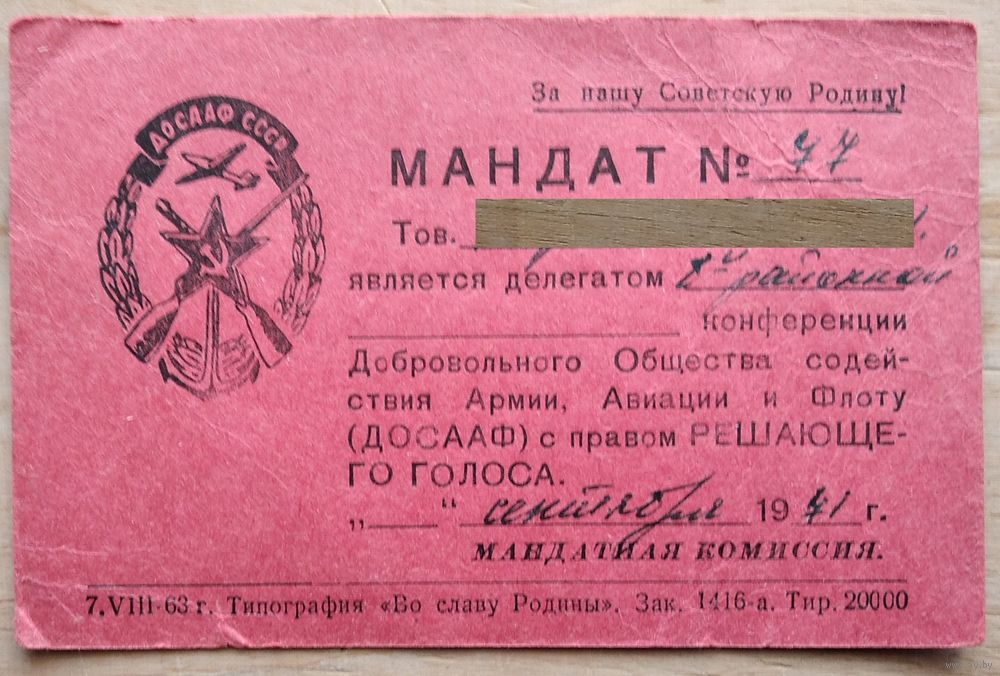 ДОСААФ СССР
За нашу Советскую Родину!
МАНДАТ № 77
Тов.
является делегатом районной
конференции
Добровольного Общества содей-
ствия Армии, Авиации и Флоту
(ДОСААФ) с правом РЕШАЮЩЕ-
ГО ГОЛОСА.
„ “ сентября 1971 г.
МАНДАТНАЯ КОМИССИЯ.
7.VIII-63 г. Типография «Во славу Родины». Зак. 1416-а. Тир. 20000